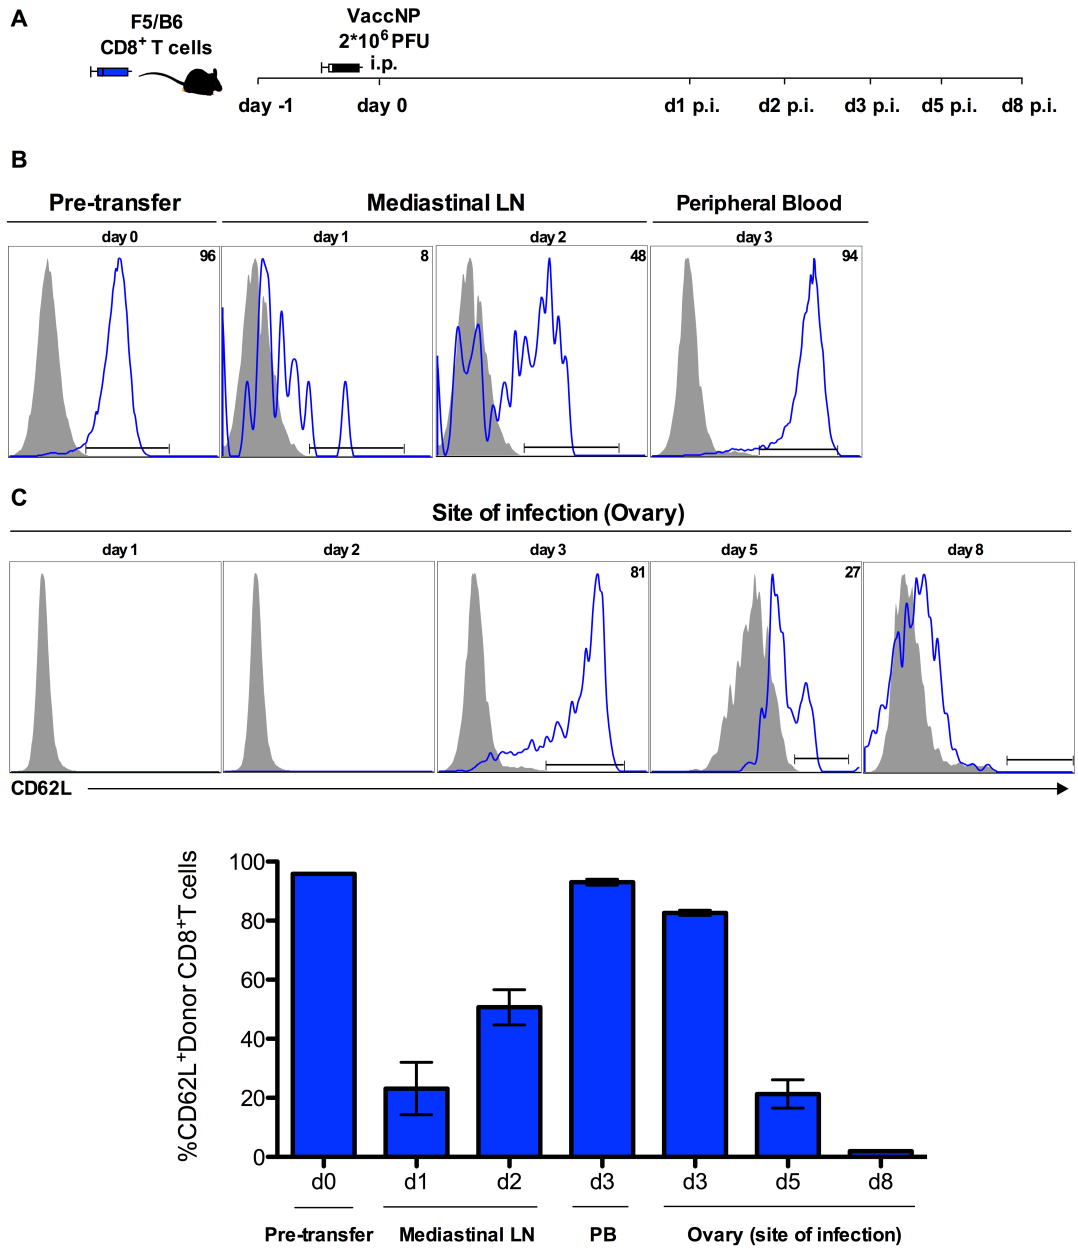 A
F5/B6
CD8+ T cells
VaccNP
2*10^6 PFU
i.p.
day -1
day 0
d1 p.i.
d2 p.i.
d3 p.i.
d5 p.i.
d8 p.i.
B
Pre-transfer
Mediastinal LN
Peripheral Blood
day 0
day 1
day 2
day 3
96
8
48
94
C
Site of infection (Ovary)
day 1
day 2
day 3
day 5
day 8
81
27
CD62L
%CD62L+Donor CD8+T cells
100
80
60
40
20
0
d0
d1
d2
d3
d3
d5
d8
Pre-transfer
Mediastinal LN
PB
Ovary (site of infection)